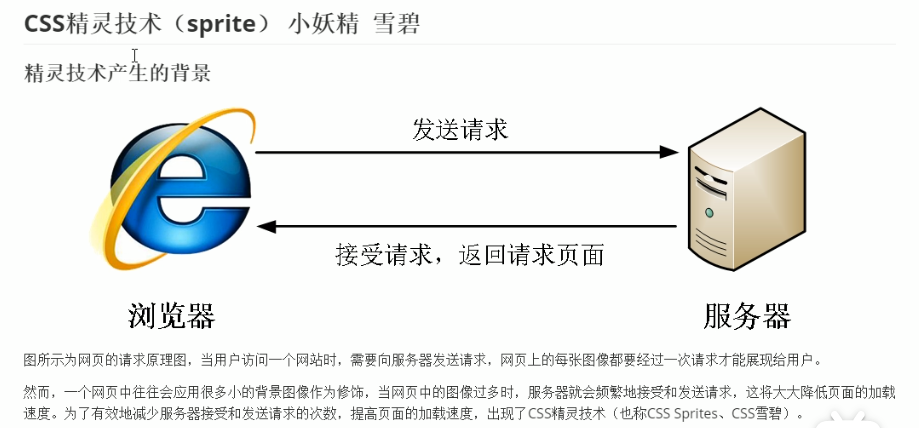 CSS精灵技术（sprite） 小妖精 雪碧
精灵技术产生的背景
发送请求
接受请求，返回请求页面
浏览器
服务器
图所示为网页的请求原理图，当用户访问一个网站时，需要向服务器发送请求，网页上的每张图像都要经过一次请求才能展现给用户。
然而，一个网页中往往会应用很多小的背景图像作为修饰，当网页中的图像过多时，服务器就会频繁地接受和发送请求，这将大大降低页面的加载
速度。为了有效地减少服务器接受和发送请求的次数，提高页面的加载速度，出现了CSS精灵技术（也称CSS Sprites、CSS雪碧）。